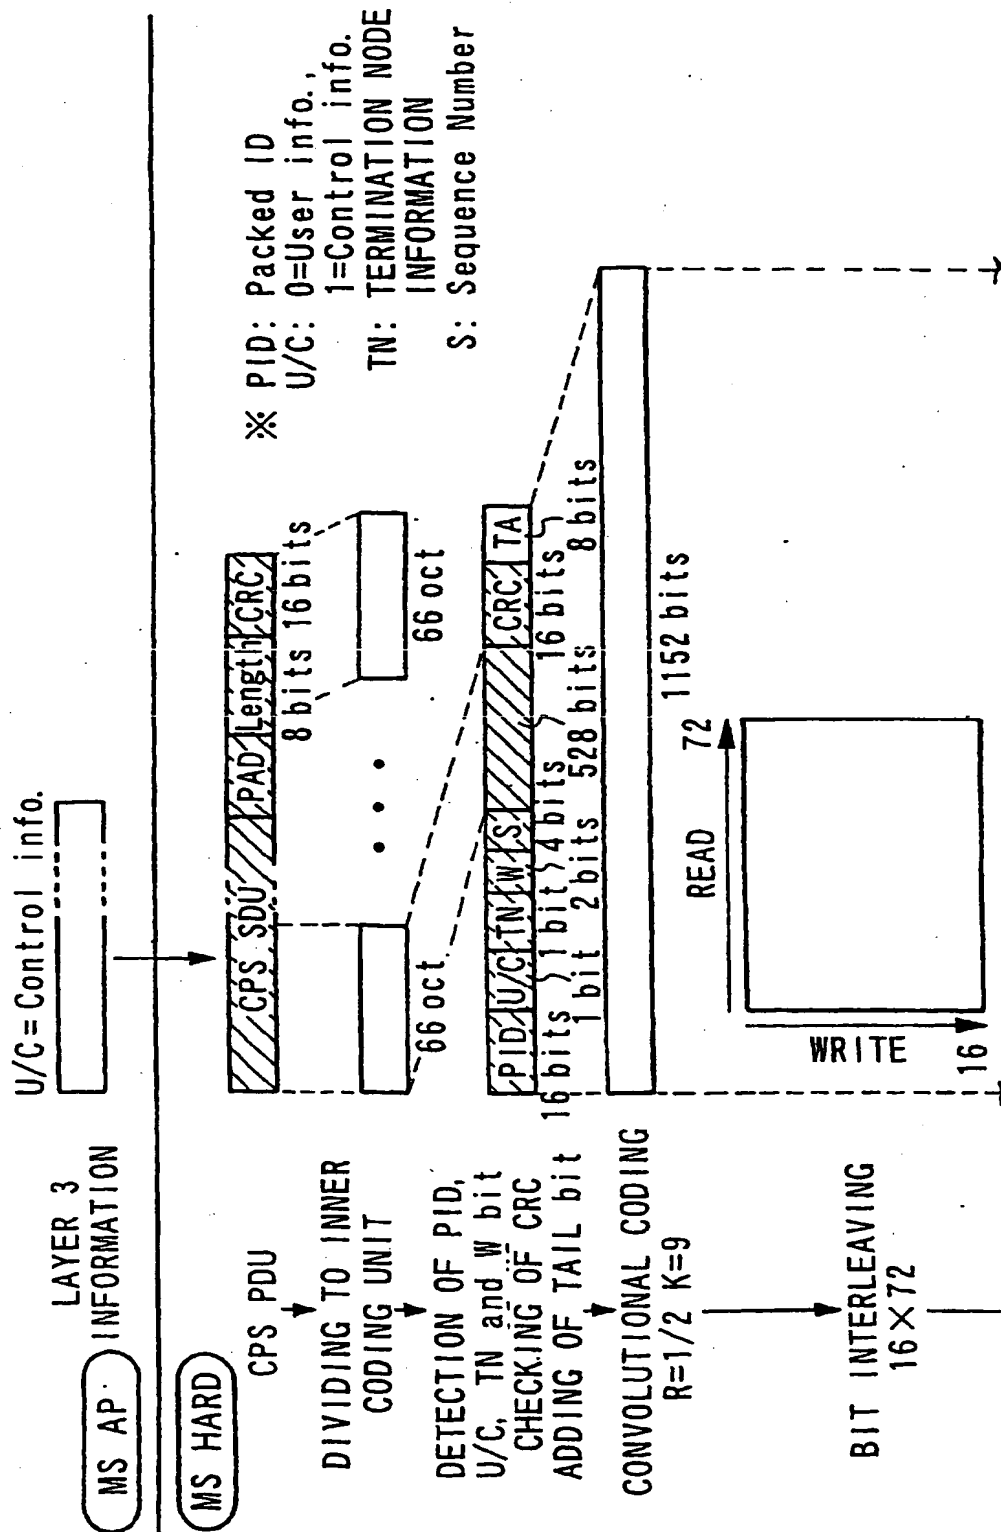 MS AP
LAYER 3
INFORMATION
U/C=Control info.
MS HARD
CPS PDU
CPS SDU
PAD
Length
CRC
8 bits
16 bits
※ PID: Packed ID
U/C: 0=User info.,
1=Control info.
TN: TERMINATION NODE
INFORMATION
S: Sequence Number
DIVIDING TO INNER
CODING UNIT
66 oct
66 oct
DETECTION OF PID,
U/C, TN and W bit
CHECKING OF CRC
ADDING OF TAIL bit
PID
U/C
TN
W
S
CRC
TA
16 bits
1 bit
1 bit
2 bits
4 bits
528 bits
16 bits
8 bits
CONVOLUTIONAL CODING
R=1/2 K=9
1152 bits
BIT INTERLEAVING
16×72
READ
72
WRITE
16